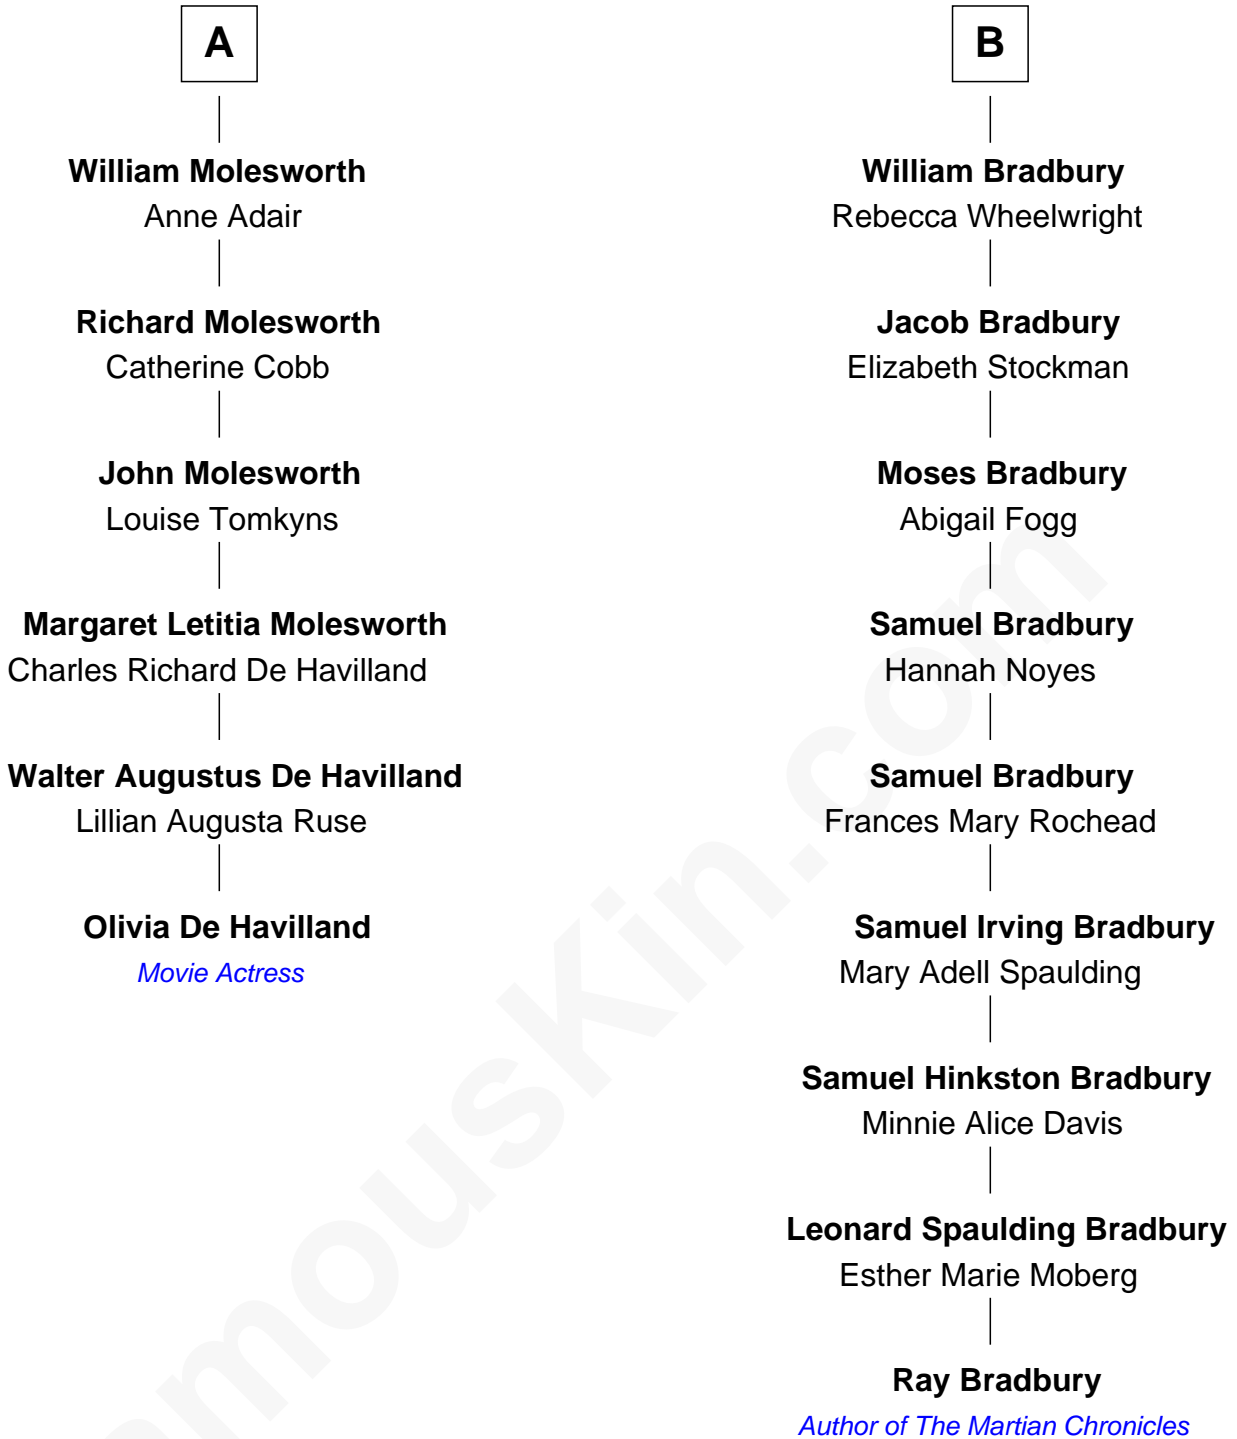 A
William Molesworth
Anne Adair
Richard Molesworth
Catherine Cobb
John Molesworth
Louise Tomkyns
Margaret Letitia Molesworth
Charles Richard De Havilland
Walter Augustus De Havilland
Lillian Augusta Ruse
Olivia De Havilland
Movie Actress
B
William Bradbury
Rebecca Wheelwright
Jacob Bradbury
Elizabeth Stockman
Moses Bradbury
Abigail Fogg
Samuel Bradbury
Hannah Noyes
Samuel Bradbury
Frances Mary Rochead
Samuel Irving Bradbury
Mary Adell Spaulding
Samuel Hinkston Bradbury
Minnie Alice Davis
Leonard Spaulding Bradbury
Esther Marie Moberg
Ray Bradbury
Author of The Martian Chronicles
amousKin.com